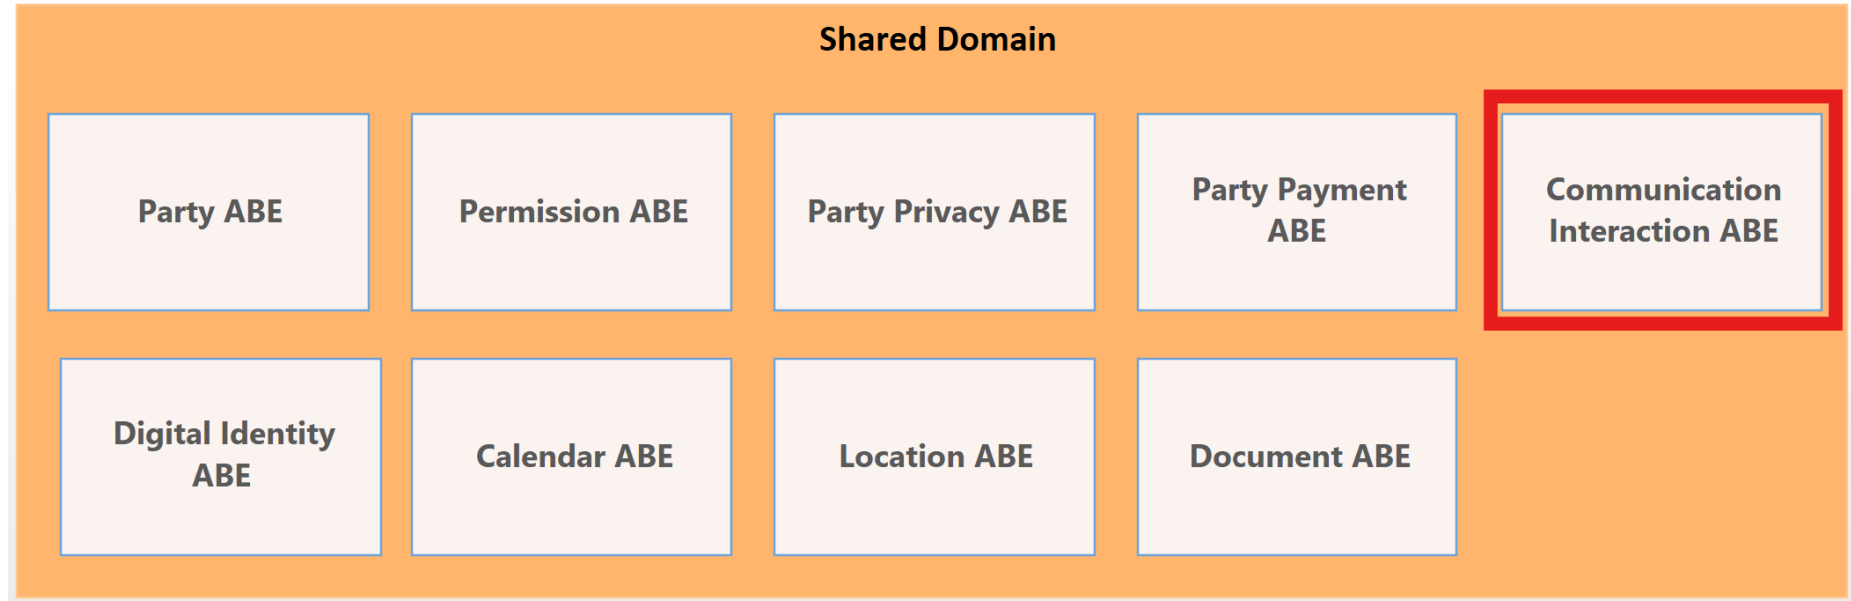 Shared Domain
Party ABE
Permission ABE
Party Privacy ABE
Party Payment
ABE
Communication
Interaction ABE
Digital Identity
ABE
Calendar ABE
Location ABE
Document ABE